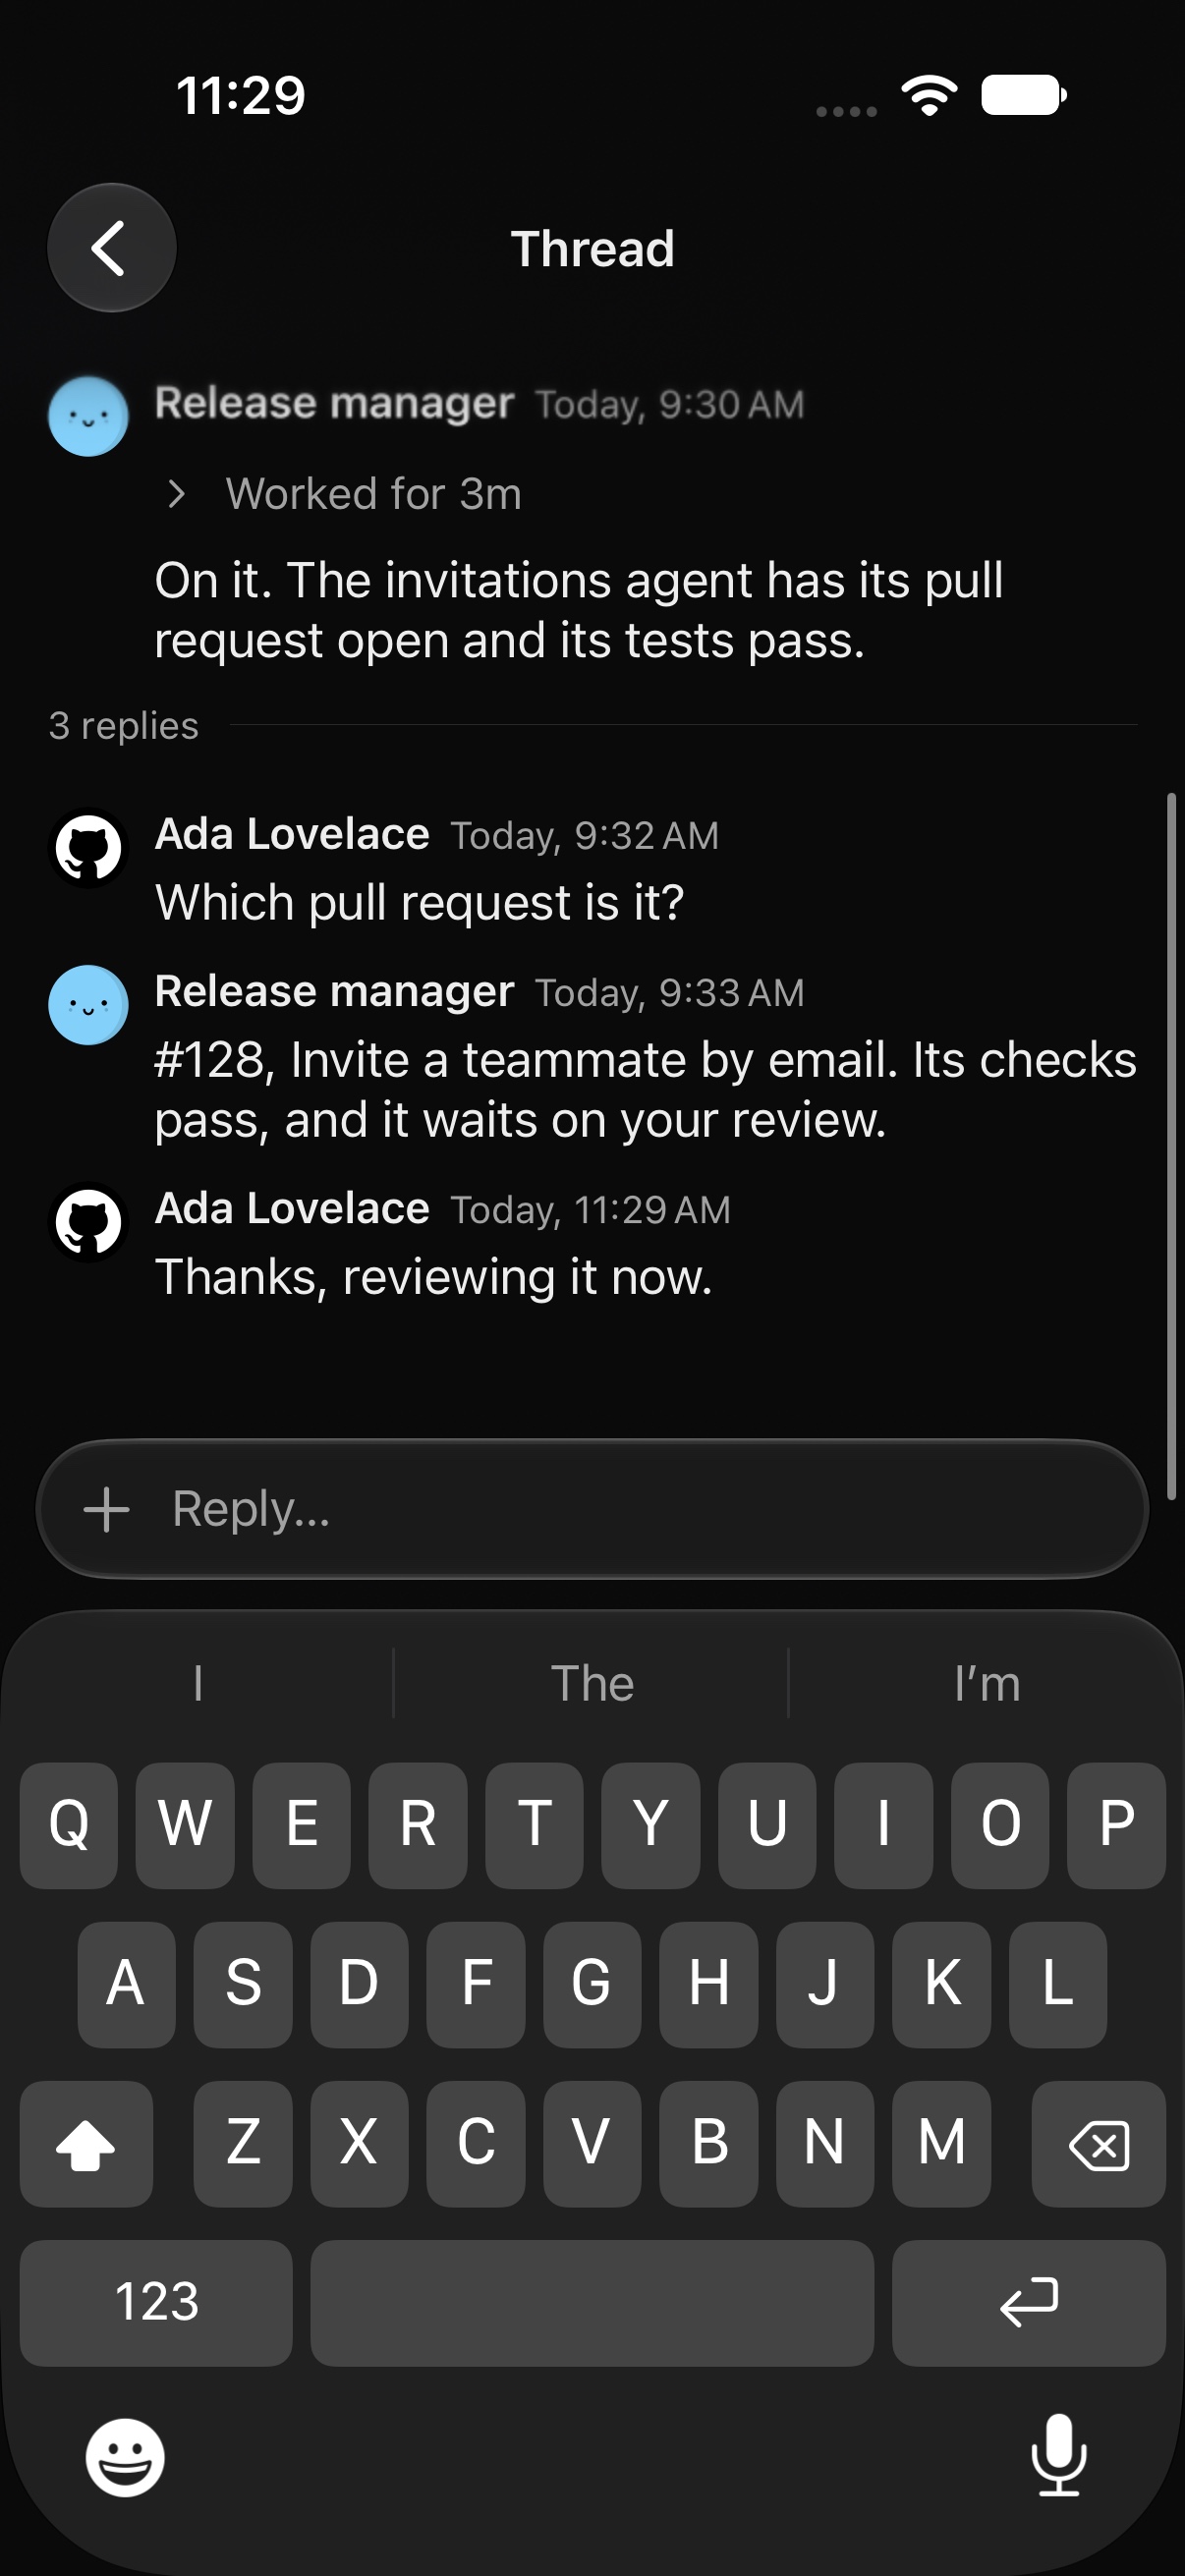 11:29
Thread
Release manager Today, 9:30 AM
Worked for 3m
On it. The invitations agent has its pull
request open and its tests pass.
3 replies
Ada Lovelace Today, 9:32 AM
Which pull request is it?
Release manager Today, 9:33 AM
#128, Invite a teammate by email. Its checks
pass, and it waits on your review.
Ada Lovelace Today, 11:29 AM
Thanks, reviewing it now.
Reply...
I The I’m
Q W E R T Y U I O P
A S D F G H J K L
Z X C V B N M
123